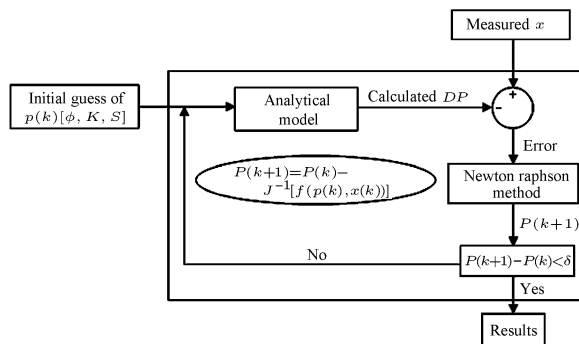 Measured x
Initial guess of
p(k)[ϕ, K, S]
Analytical
model
Calculated DP
+
-
Error
P(k+1)=P(k)−
J⁻¹[f(p(k),x(k))]
Newton raphson
method
P(k+1)
No
P(k+1)−P(k)<δ
Yes
Results